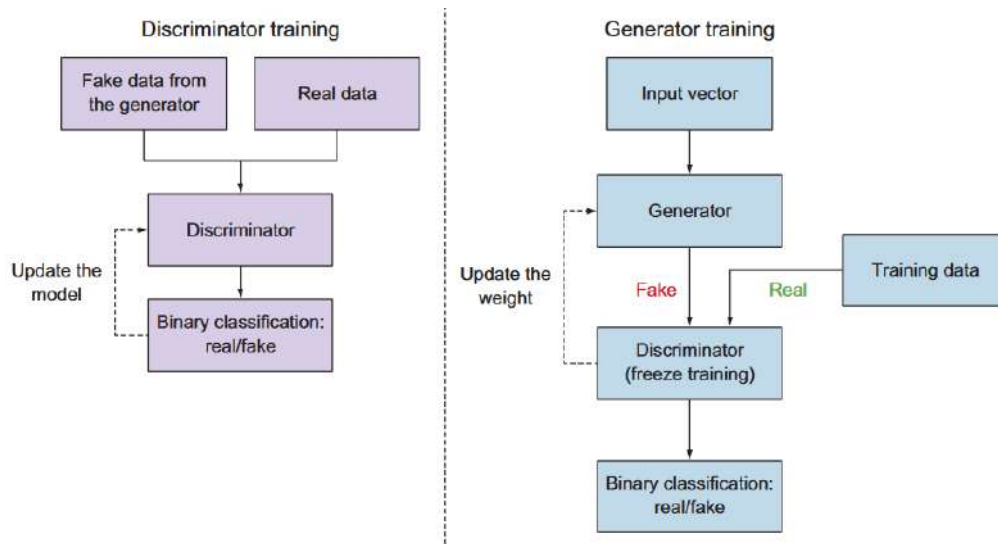 Discriminator training
Fake data from
the generator
Real data
Discriminator
Update the
model
Binary classification:
real/fake
Generator training
Input vector
Generator
Training data
Update the
weight
Fake
Real
Discriminator
(freeze training)
Binary classification:
real/fake